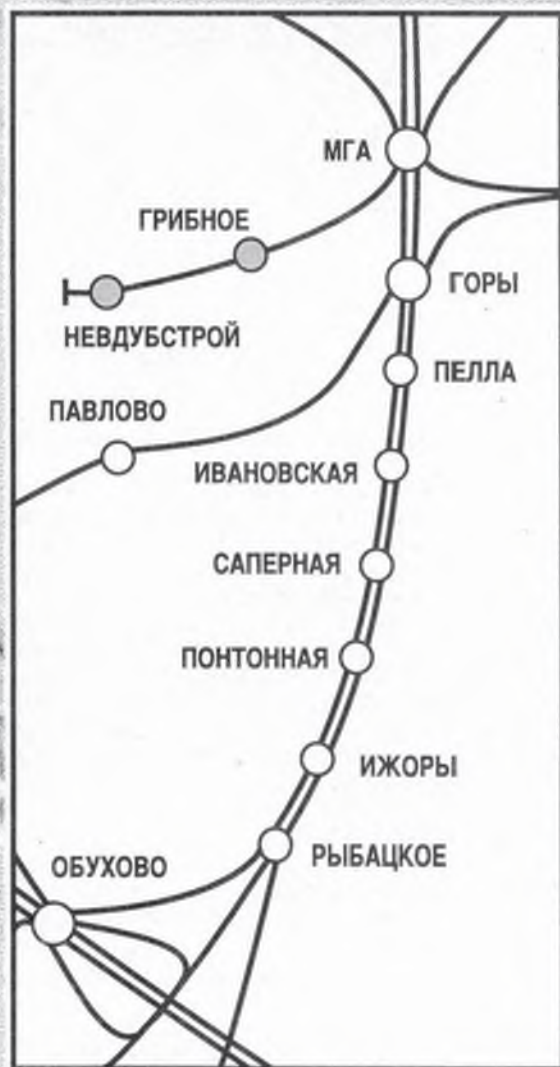 МГА
ГРИБНОЕ
ГОРЫ
НЕВДУБСТРОЙ
ПЕЛЛА
ПАВЛОВО
ИВАНОВСКАЯ
САПЕРНАЯ
ПОНТОННАЯ
ИЖОРЫ
РЫБАЦКОЕ
ОБУХОВО